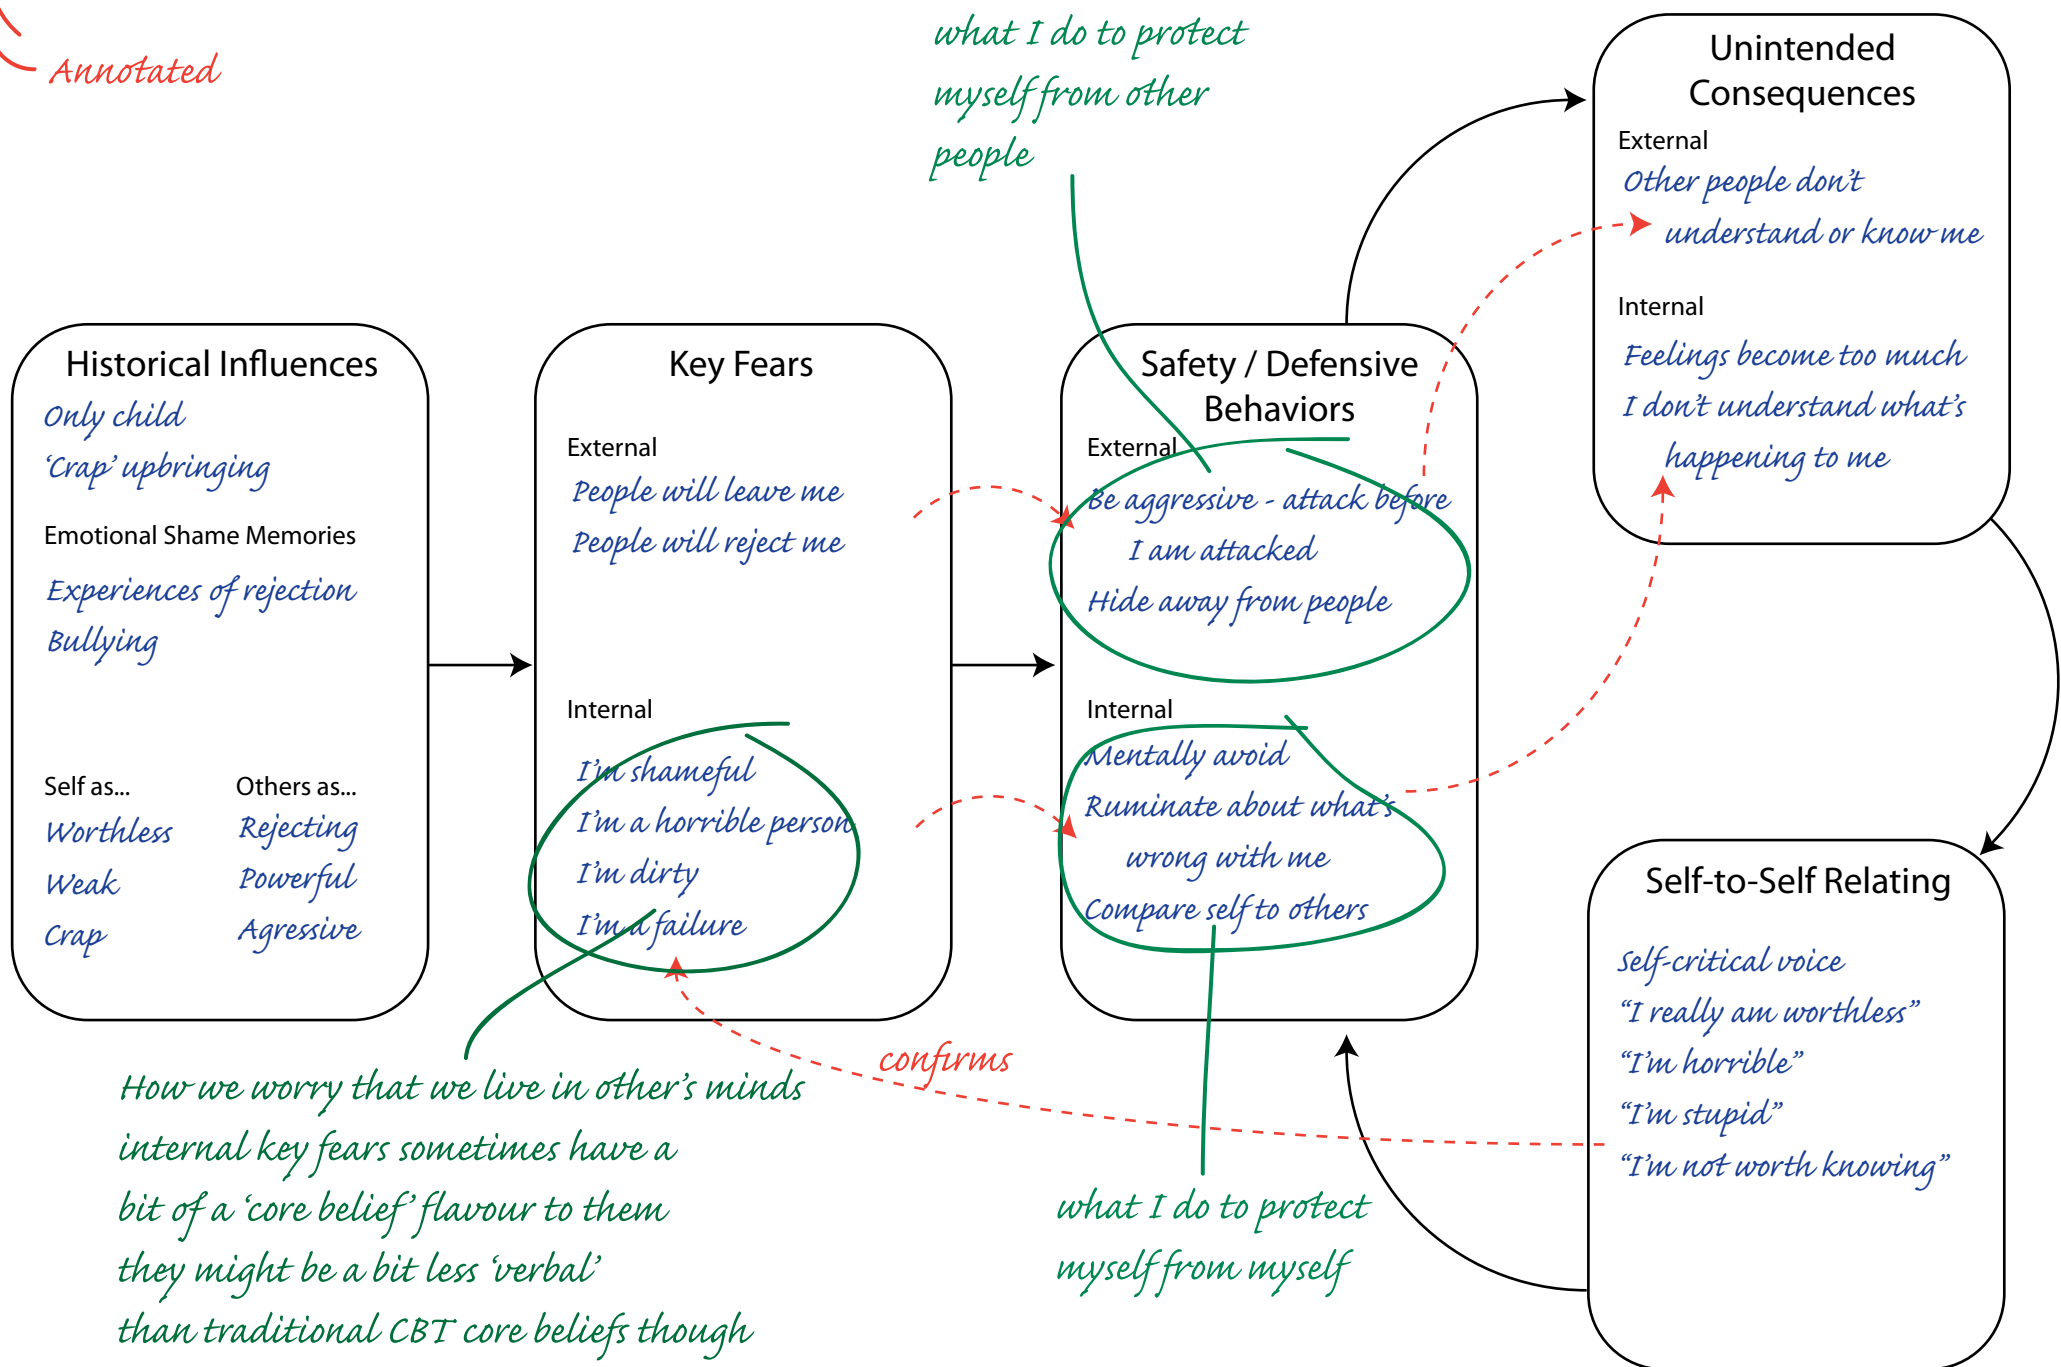 Annotated
what I do to protect
myself from other
people
Historical Influences
Only child
‘Crap’ upbringing
Emotional Shame Memories
Experiences of rejection
Bullying
Self as...
Worthless
Weak
Crap
Others as...
Rejecting
Powerful
Agressive
Key Fears
External
People will leave me
People will reject me
Internal
I’m shameful
I’m a horrible person
I’m dirty
I’m a failure
How we worry that we live in other’s minds
internal key fears sometimes have a
bit of a ‘core belief’ flavour to them
they might be a bit less ‘verbal’
than traditional CBT core beliefs though
confirms
Safety / Defensive
Behaviors
External
Be aggressive - attack before
I am attacked
Hide away from people
Internal
Mentally avoid
Ruminate about what’s
wrong with me
Compare self to others
what I do to protect
myself from myself
Unintended
Consequences
External
Other people don’t
understand or know me
Internal
Feelings become too much
I don’t understand what’s
happening to me
Self-to-Self Relating
Self-critical voice
“I really am worthless”
“I’m horrible”
“I’m stupid”
“I’m not worth knowing”